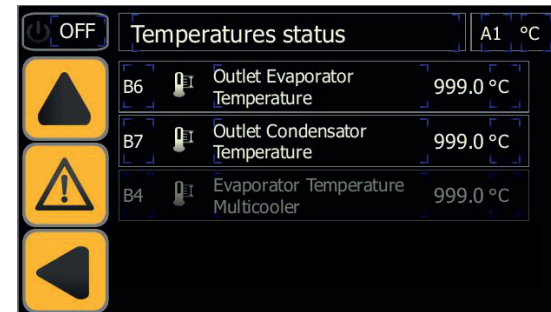 OFF Temperatures status A1 °C
B6 Outlet Evaporator Temperature 999.0 °C
B7 Outlet Condensator Temperature 999.0 °C
B4 Evaporator Temperature Multicooler 999.0 °C